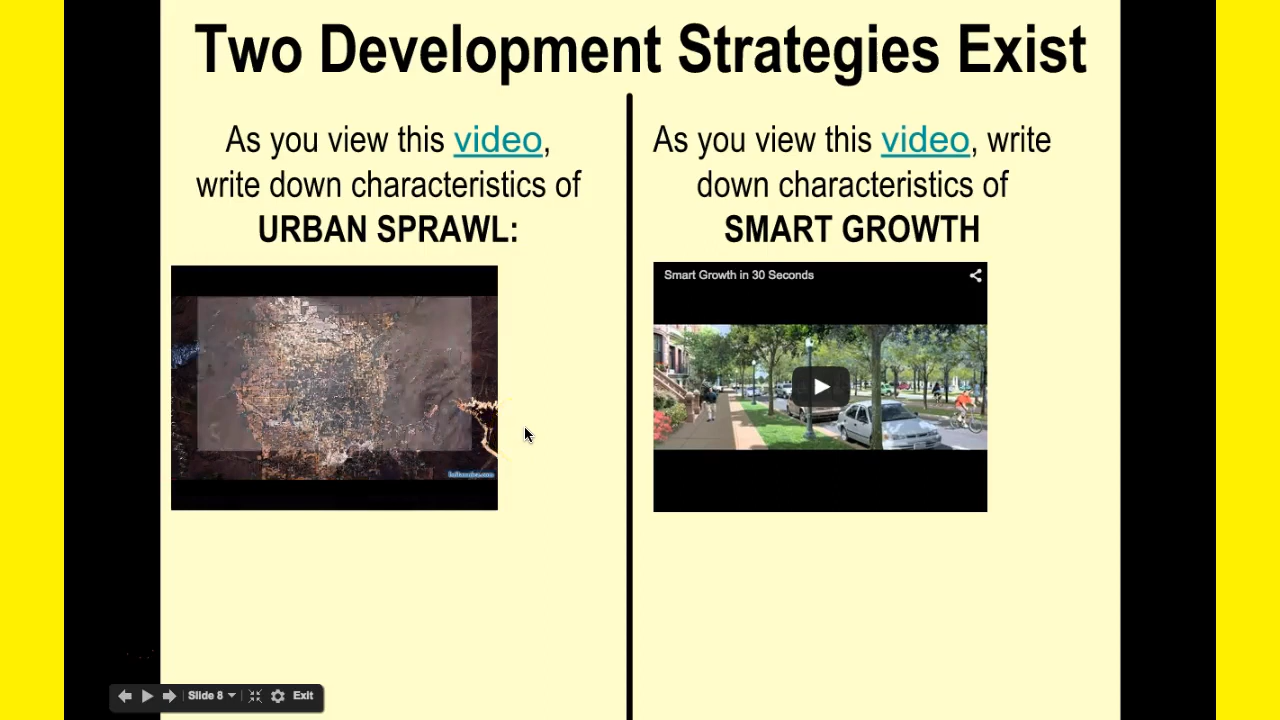 Two Development Strategies Exist
As you view this video,
write down characteristics of
URBAN SPRAWL:
As you view this video, write
down characteristics of
SMART GROWTH
Smart Growth in 30 Seconds
Slide 8
Exit